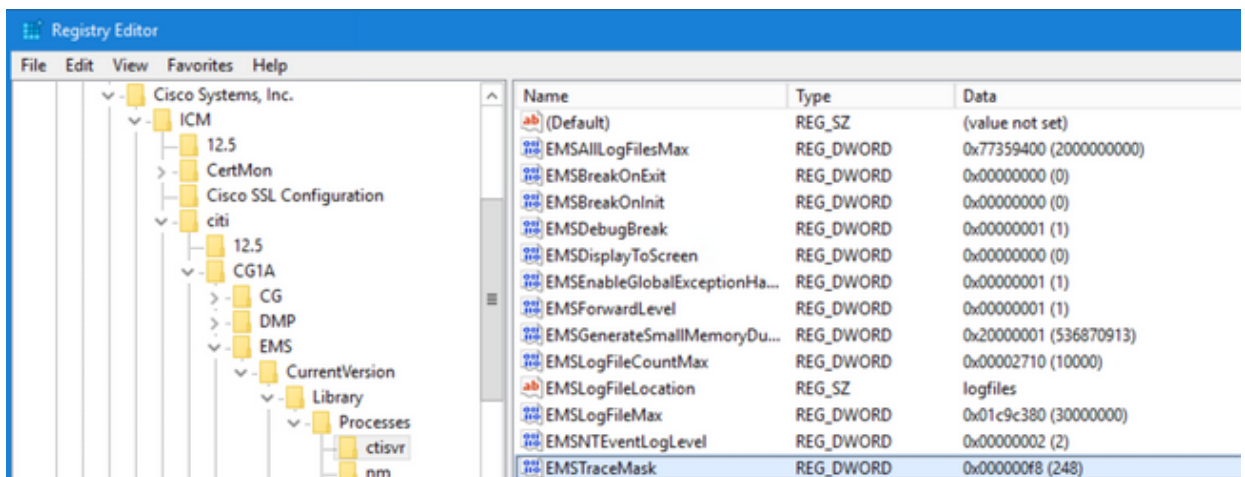 Registry Editor
File Edit View Favorites Help
Cisco Systems, Inc.
ICM
12.5
CertMon
Cisco SSL Configuration
citi
12.5
CG1A
CG
DMP
EMS
CurrentVersion
Library
Processes
ctisvr
nm
Name Type Data
ab (Default) REG_SZ (value not set)
EMSAllLogFilesMax REG_DWORD 0x77359400 (2000000000)
EMSBreakOnExit REG_DWORD 0x00000000 (0)
EMSBreakOnInit REG_DWORD 0x00000000 (0)
EMSDebugBreak REG_DWORD 0x00000001 (1)
EMSDisplayToScreen REG_DWORD 0x00000000 (0)
EMSEnableGlobalExceptionHa... REG_DWORD 0x00000001 (1)
EMSForwardLevel REG_DWORD 0x00000001 (1)
EMSGenerateSmallMemoryDu... REG_DWORD 0x20000001 (536870913)
EMSLogFileCountMax REG_DWORD 0x00002710 (10000)
ab EMSLogFileLocation REG_SZ logfiles
EMSLogFileMax REG_DWORD 0x01c9c380 (30000000)
EMSNTEventLogLevel REG_DWORD 0x00000002 (2)
EMSTraceMask REG_DWORD 0x000000f8 (248)